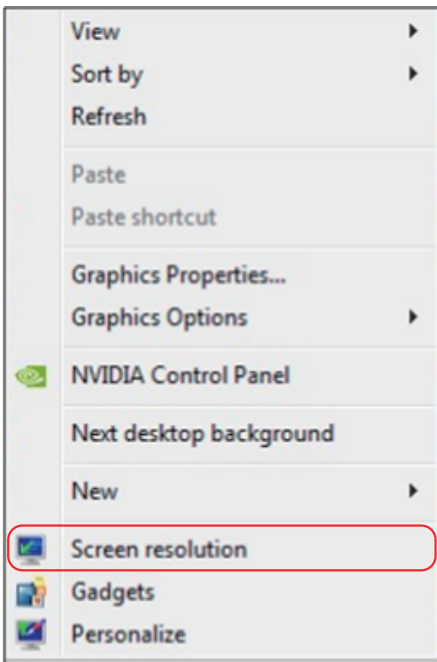 View
Sort by
Refresh
Paste
Paste shortcut
Graphics Properties...
Graphics Options
NVIDIA Control Panel
Next desktop background
New
Screen resolution
Gadgets
Personalize